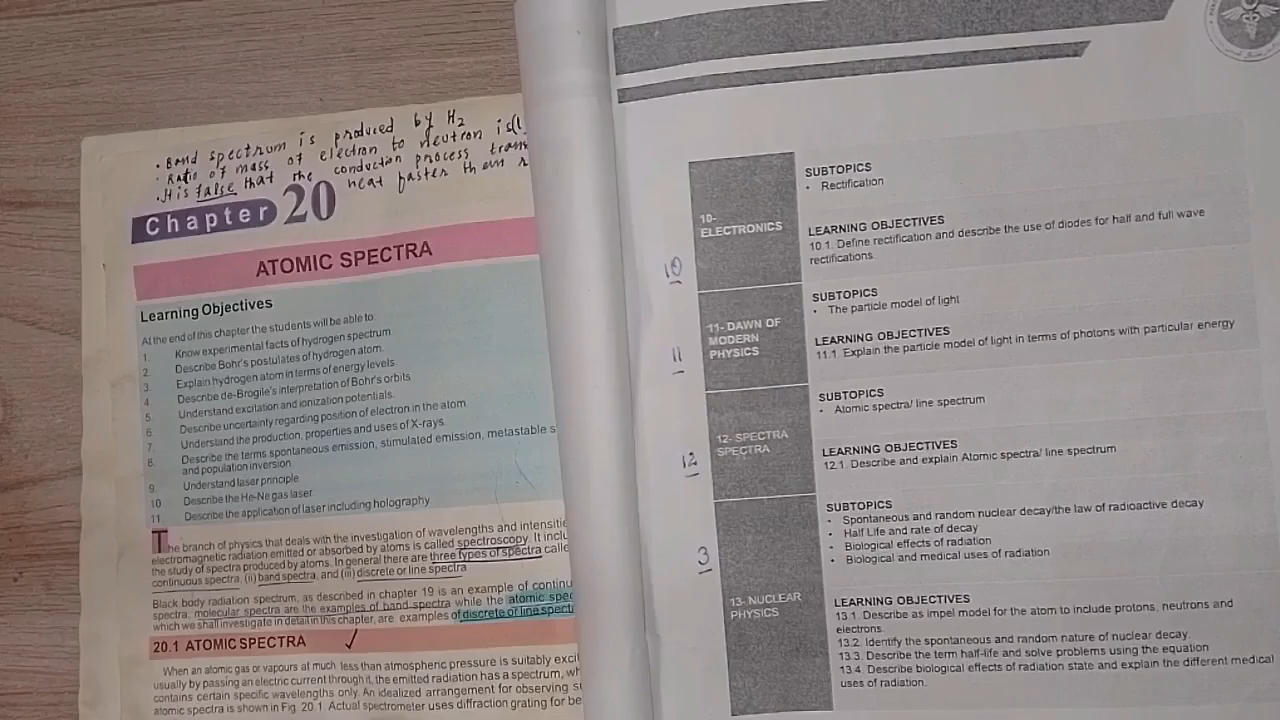 • Band spectrum is produced by H2
• Ratio of mass of electron to neutron is
• It is false that the conduction process
heat faster than
Chapter 20
ATOMIC SPECTRA
Learning Objectives
At the end of this chapter the students will be able to:
1. Know experimental facts of hydrogen spectrum.
2. Describe Bohr's postulates of hydrogen atom.
3. Explain hydrogen atom in terms of energy levels.
4. Describe de-Brogile's interpretation of Bohr's orbits
5. Understand excitation and ionization potentials.
6. Describe uncertainty regarding position of electron in the atom.
7. Understand the production, properties and uses of X-rays.
8. Describe the terms spontaneous emission, stimulated emission, metastable s
and population inversion
9. Understand laser principle
10 Describe the He-Ne gas laser
11. Describe the application of laser including holography
The branch of physics that deals with the investigation of wavelengths and intensitie
electromagnetic radiation emitted or absorbed by atoms is called spectroscopy. It inclu
the study of spectra produced by atoms. In general there are three types of spectra calle
continuous spectra, (ii) band spectra, and (iii) discrete or line spectra
Black body radiation spectrum, as described in chapter 19 is an example of continu
spectra; molecular spectra are the examples of band spectra while the atomic spec
which we shall investigate in detail in this chapter, are examples of discrete or line spectr
20.1 ATOMIC SPECTRA
When an atomic gas or vapours at much less than atmospheric pressure is suitably excit
usually by passing an electric current through it, the emitted radiation has a spectrum, wh
contains certain specific wavelengths only. An idealized arrangement for observing su
atomic spectra is shown in Fig. 20.1. Actual spectrometer uses diffraction grating for be
10
10-
ELECTRONICS
SUBTOPICS
• Rectification
LEARNING OBJECTIVES
10.1. Define rectification and describe the use of diodes for half and full wave
rectifications.
11
11- DAWN OF
MODERN
PHYSICS
SUBTOPICS
• The particle model of light
LEARNING OBJECTIVES
11.1. Explain the particle model of light in terms of photons with particular energy
12
12- SPECTRA
SPECTRA
SUBTOPICS
• Atomic spectra/ line spectrum
LEARNING OBJECTIVES
12.1. Describe and explain Atomic spectra/ line spectrum
3
13- NUCLEAR
PHYSICS
SUBTOPICS
• Spontaneous and random nuclear decay/the law of radioactive decay
• Half Life and rate of decay
• Biological effects of radiation
• Biological and medical uses of radiation
LEARNING OBJECTIVES
13.1. Describe as impel model for the atom to include protons, neutrons and
electrons.
13.2. Identify the spontaneous and random nature of nuclear decay.
13.3. Describe the term half-life and solve problems using the equation
13.4. Describe biological effects of radiation state and explain the different medical
uses of radiation.